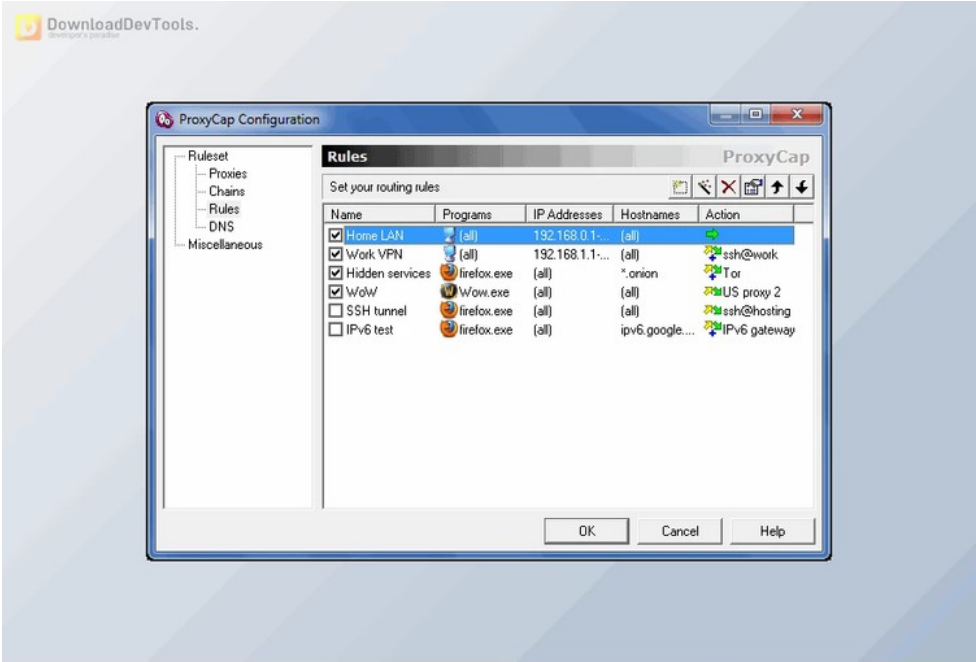 DownloadDevTools.
developer's paradise
ProxyCap Configuration
Ruleset
Proxies
Chains
Rules
DNS
Miscellaneous
Rules
ProxyCap
Set your routing rules
Name Programs IP Addresses Hostnames Action
Home LAN (all) 192.168.0.1-... (all)
Work VPN (all) 192.168.1.1-... (all) ssh@work
Hidden services firefox.exe (all) *.onion Tor
WoW Wow.exe (all) (all) US proxy 2
SSH tunnel firefox.exe (all) (all) ssh@hosting
IPv6 test firefox.exe (all) ipv6.google.... IPv6 gateway
OK Cancel Help